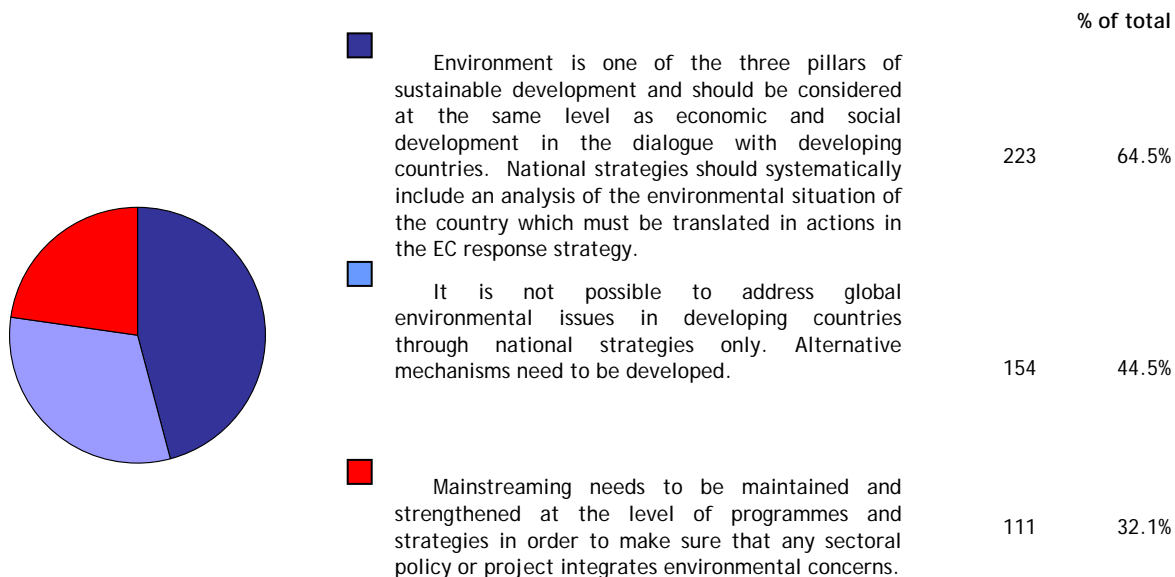 % of total
Environment is one of the three pillars of
sustainable development and should be considered
at the same level as economic and social
development in the dialogue with developing
countries. National strategies should systematically
include an analysis of the environmental situation of
the country which must be translated in actions in
the EC response strategy.
223 64.5%
It is not possible to address global
environmental issues in developing countries
through national strategies only. Alternative
mechanisms need to be developed.
154 44.5%
Mainstreaming needs to be maintained and
strengthened at the level of programmes and
strategies in order to make sure that any sectoral
policy or project integrates environmental concerns.
111 32.1%